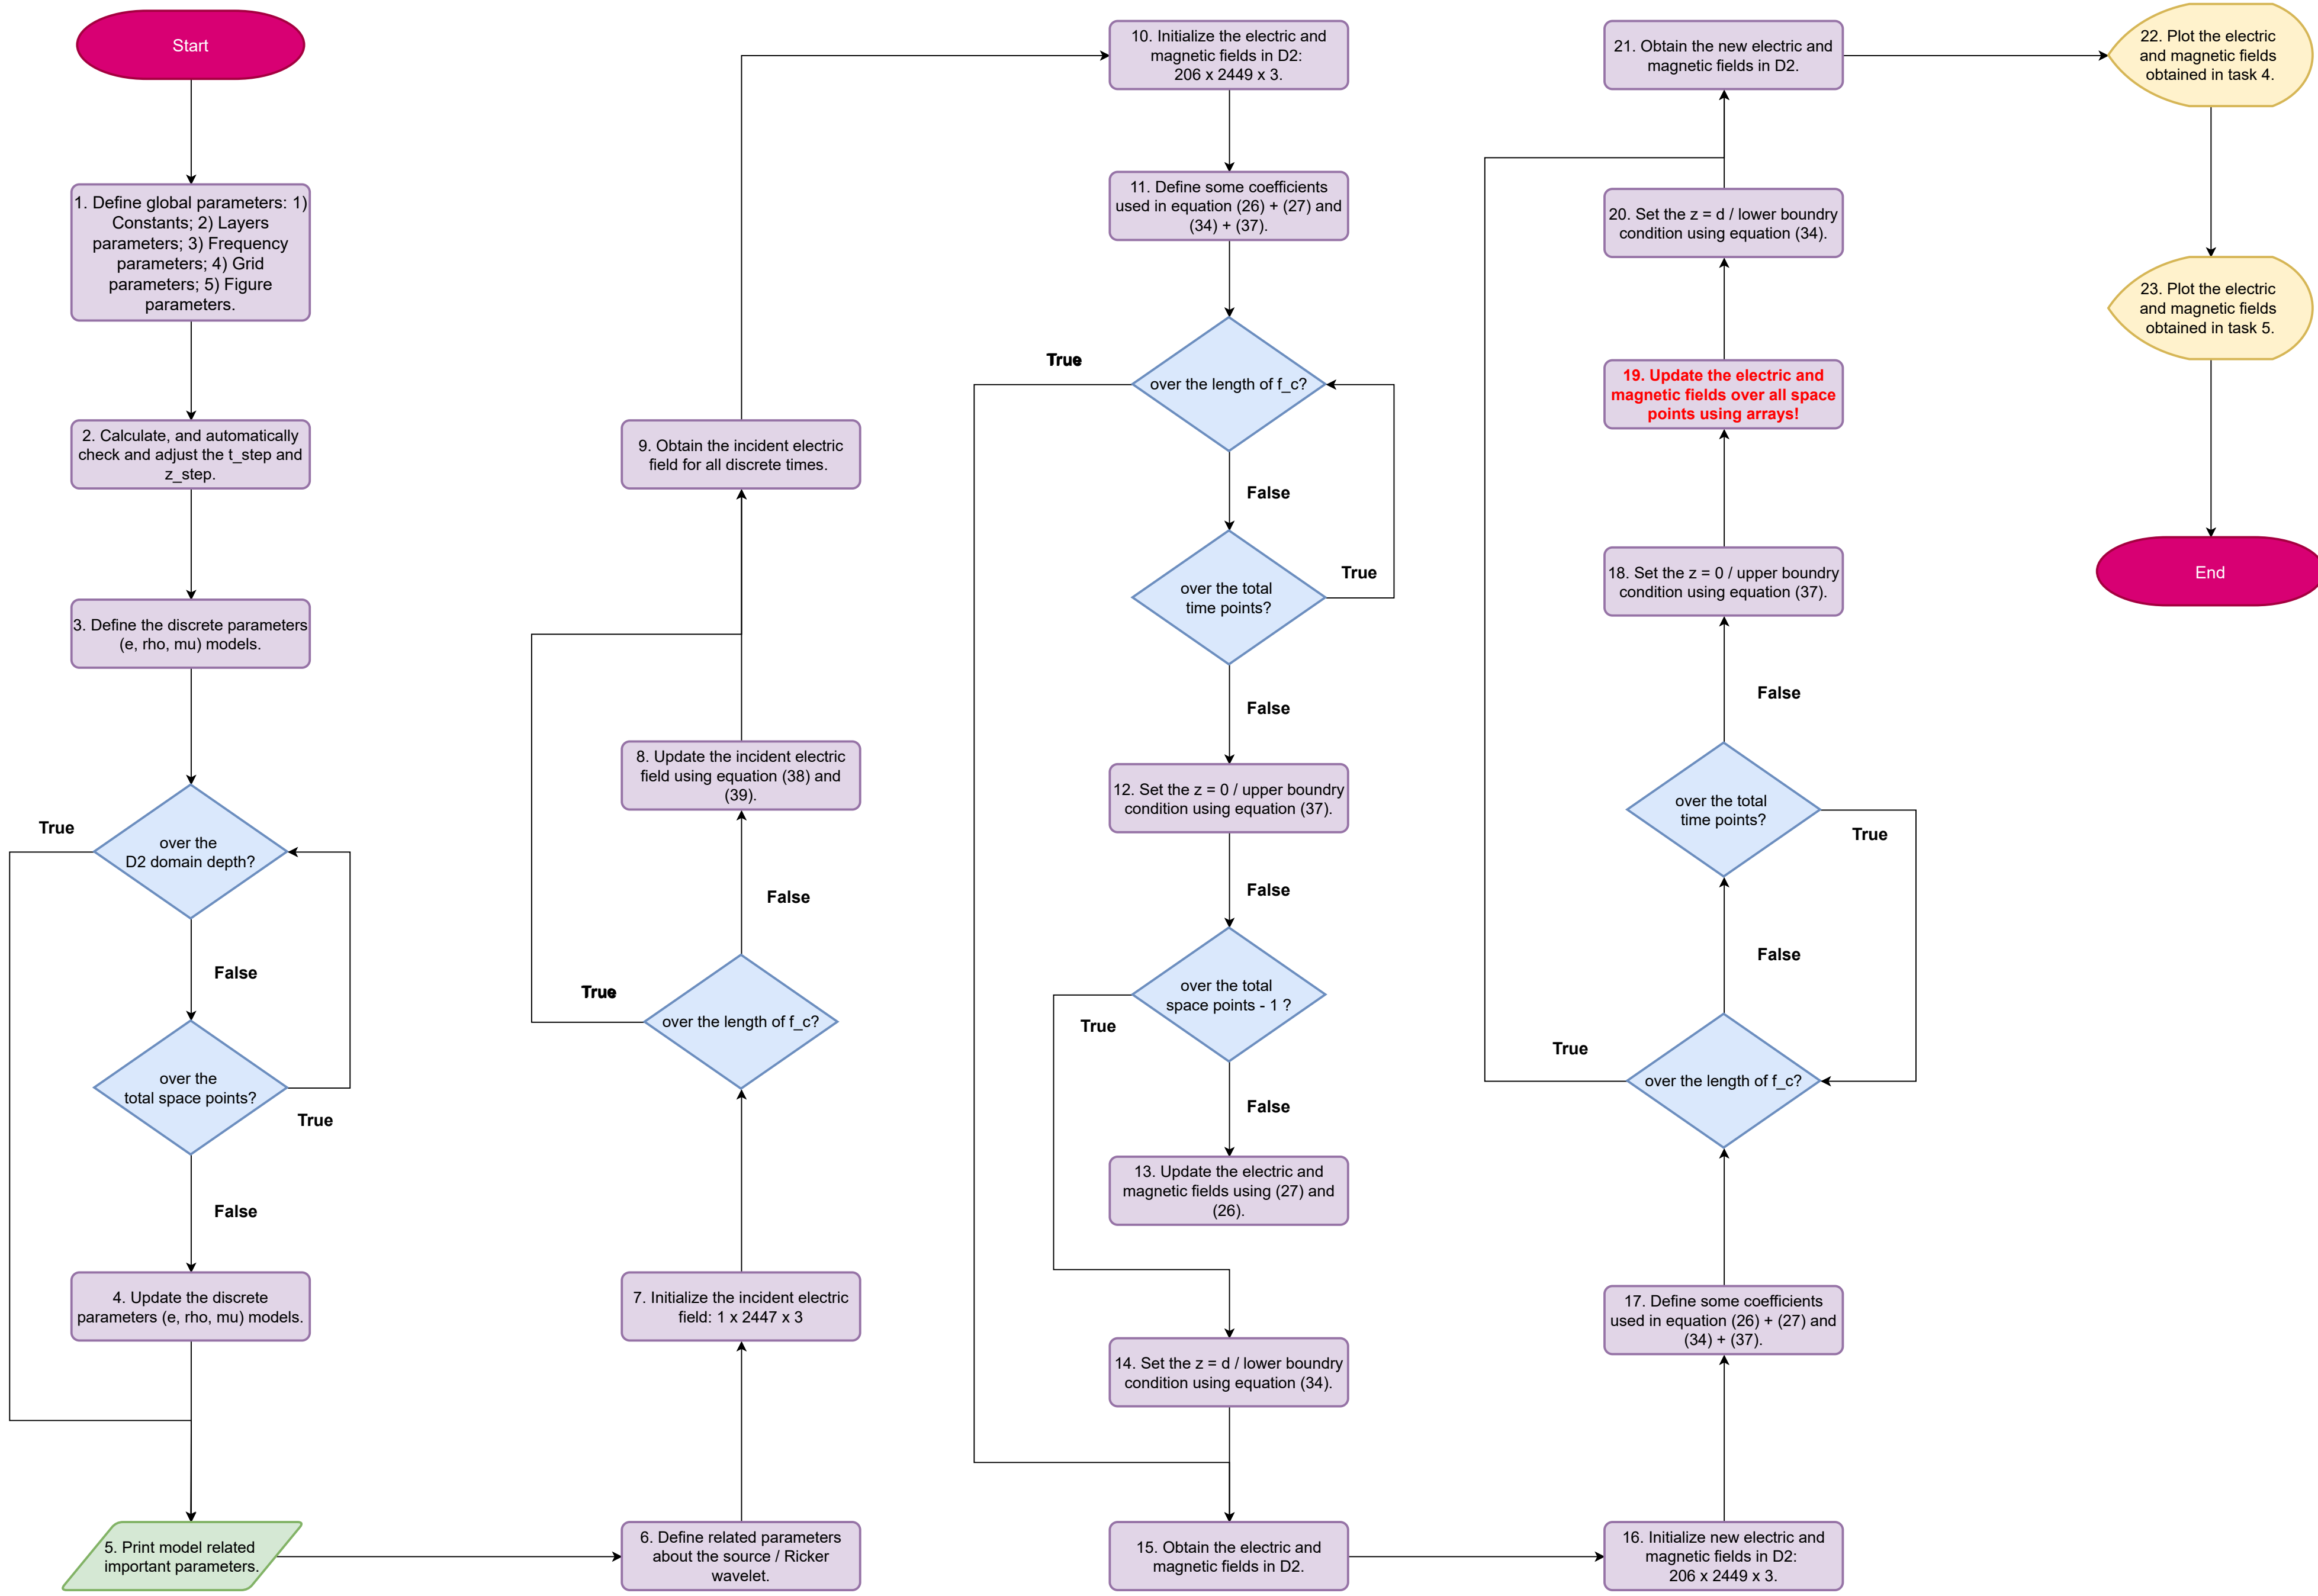 Start
1. Define global parameters: 1)
Constants; 2) Layers
parameters; 3) Frequency
parameters; 4) Grid
parameters; 5) Figure
parameters.
2. Calculate, and automatically
check and adjust the t_step and
z_step.
3. Define the discrete parameters
(e, rho, mu) models.
True
over the
D2 domain depth?
False
over the
total space points?
True
False
4. Update the discrete
parameters (e, rho, mu) models.
5. Print model related
important parameters.
6. Define related parameters
about the source / Ricker
wavelet.
7. Initialize the incident electric
field: 1 x 2447 x 3
True
over the length of f_c?
False
8. Update the incident electric
field using equation (38) and
(39).
9. Obtain the incident electric
field for all discrete times.
10. Initialize the electric and
magnetic fields in D2:
206 x 2449 x 3.
11. Define some coefficients
used in equation (26) + (27) and
(34) + (37).
True
over the length of f_c?
False
over the total
time points?
True
False
12. Set the z = 0 / upper boundry
condition using equation (37).
False
over the total
space points - 1 ?
True
False
13. Update the electric and
magnetic fields using (27) and
(26).
14. Set the z = d / lower boundry
condition using equation (34).
15. Obtain the electric and
magnetic fields in D2.
16. Initialize new electric and
magnetic fields in D2:
206 x 2449 x 3.
17. Define some coefficients
used in equation (26) + (27) and
(34) + (37).
True
over the length of f_c?
False
over the total
time points?
True
False
18. Set the z = 0 / upper boundry
condition using equation (37).
19. Update the electric and
magnetic fields over all space
points using arrays!
20. Set the z = d / lower boundry
condition using equation (34).
21. Obtain the new electric and
magnetic fields in D2.
22. Plot the electric
and magnetic fields
obtained in task 4.
23. Plot the electric
and magnetic fields
obtained in task 5.
End